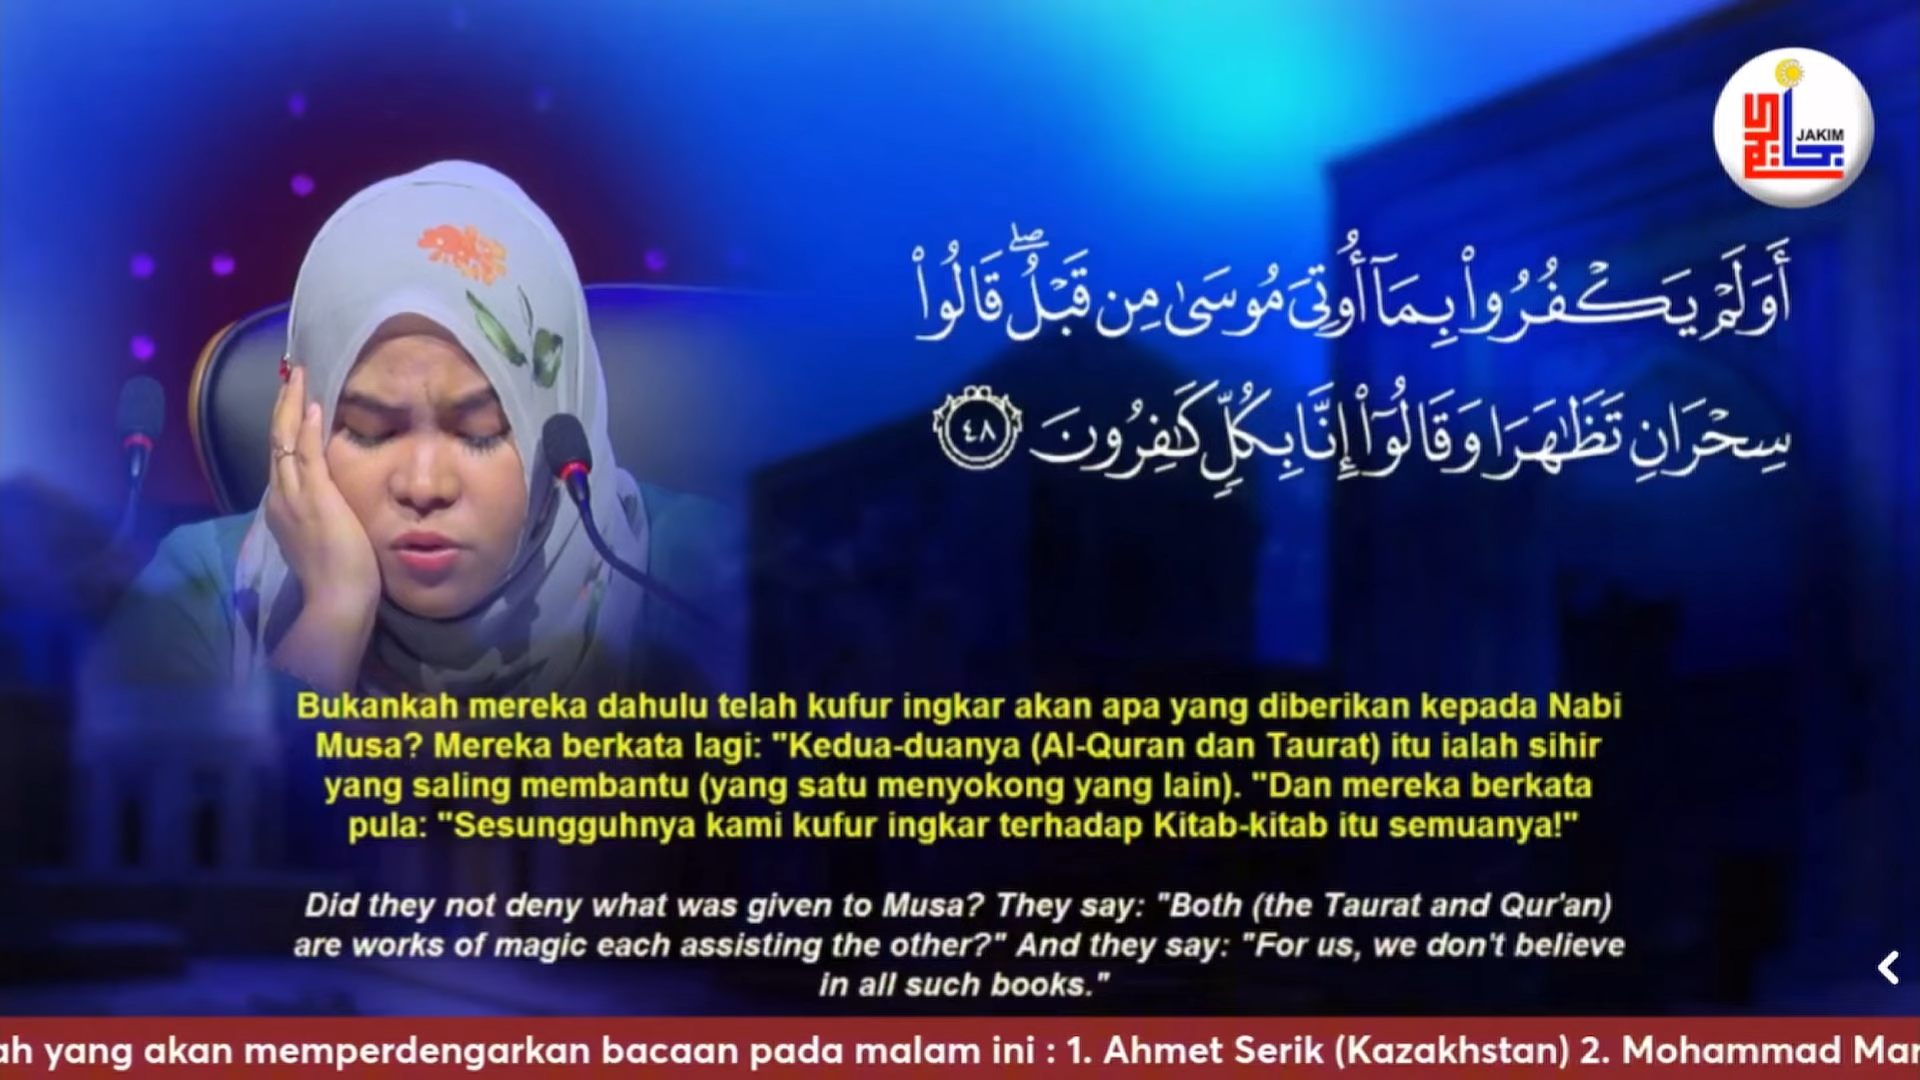 JAKIM
أَوَلَمْ يَكْفُرُوا۟ بِمَآ أُوتِىَ مُوسَىٰ مِن قَبْلُ ۖ قَالُوا۟
سِحْرَانِ تَظَٰهَرَا وَقَالُوٓا۟ إِنَّا بِكُلٍّ كَٰفِرُونَ ٤٨
Bukankah mereka dahulu telah kufur ingkar akan apa yang diberikan kepada Nabi
Musa? Mereka berkata lagi: "Kedua-duanya (Al-Quran dan Taurat) itu ialah sihir
yang saling membantu (yang satu menyokong yang lain). "Dan mereka berkata
pula: "Sesungguhnya kami kufur ingkar terhadap Kitab-kitab itu semuanya!"
Did they not deny what was given to Musa? They say: "Both (the Taurat and Qur'an)
are works of magic each assisting the other?" And they say: "For us, we don't believe
in all such books."
ah yang akan memperdengarkan bacaan pada malam ini : 1. Ahmet Serik (Kazakhstan) 2. Mohammad Mar